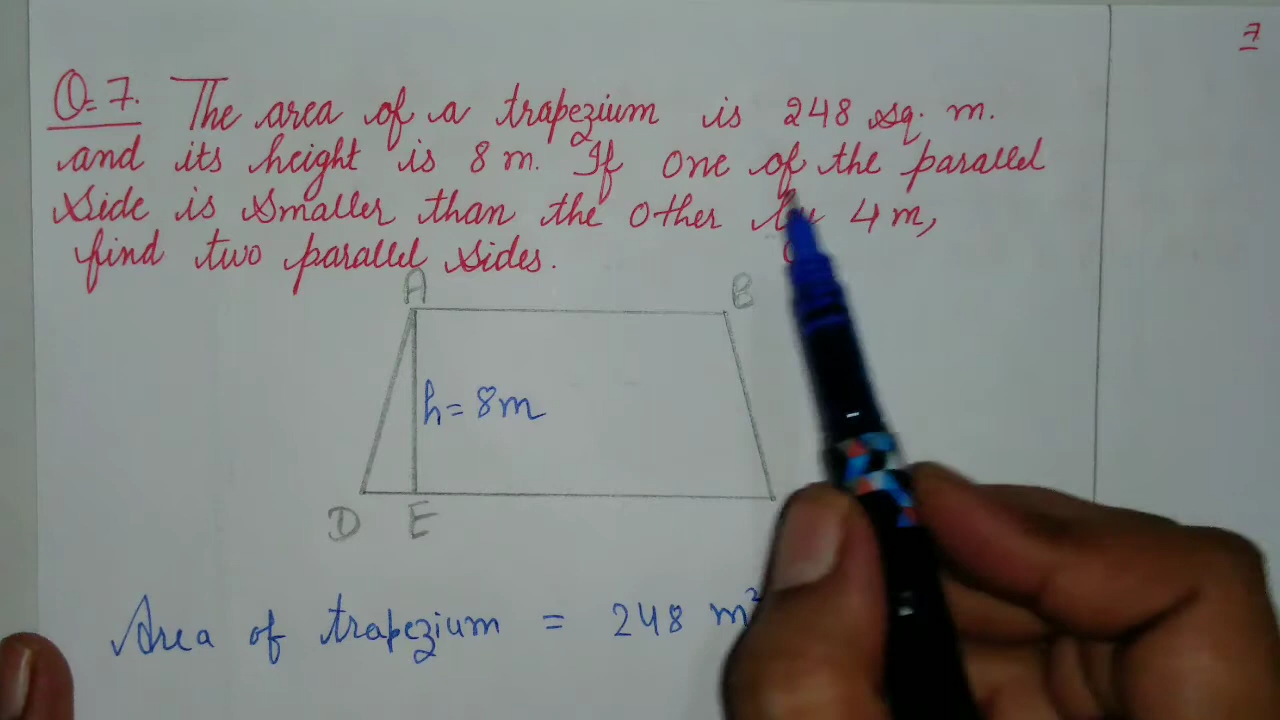 7
Q.7. The area of a trapezium is 248 sq. m.
and its height is 8 m. If one of the parallel
side is smaller than the other by 4 m,
find two parallel sides.
A B
h = 8m
D E
Area of trapezium = 248 m²